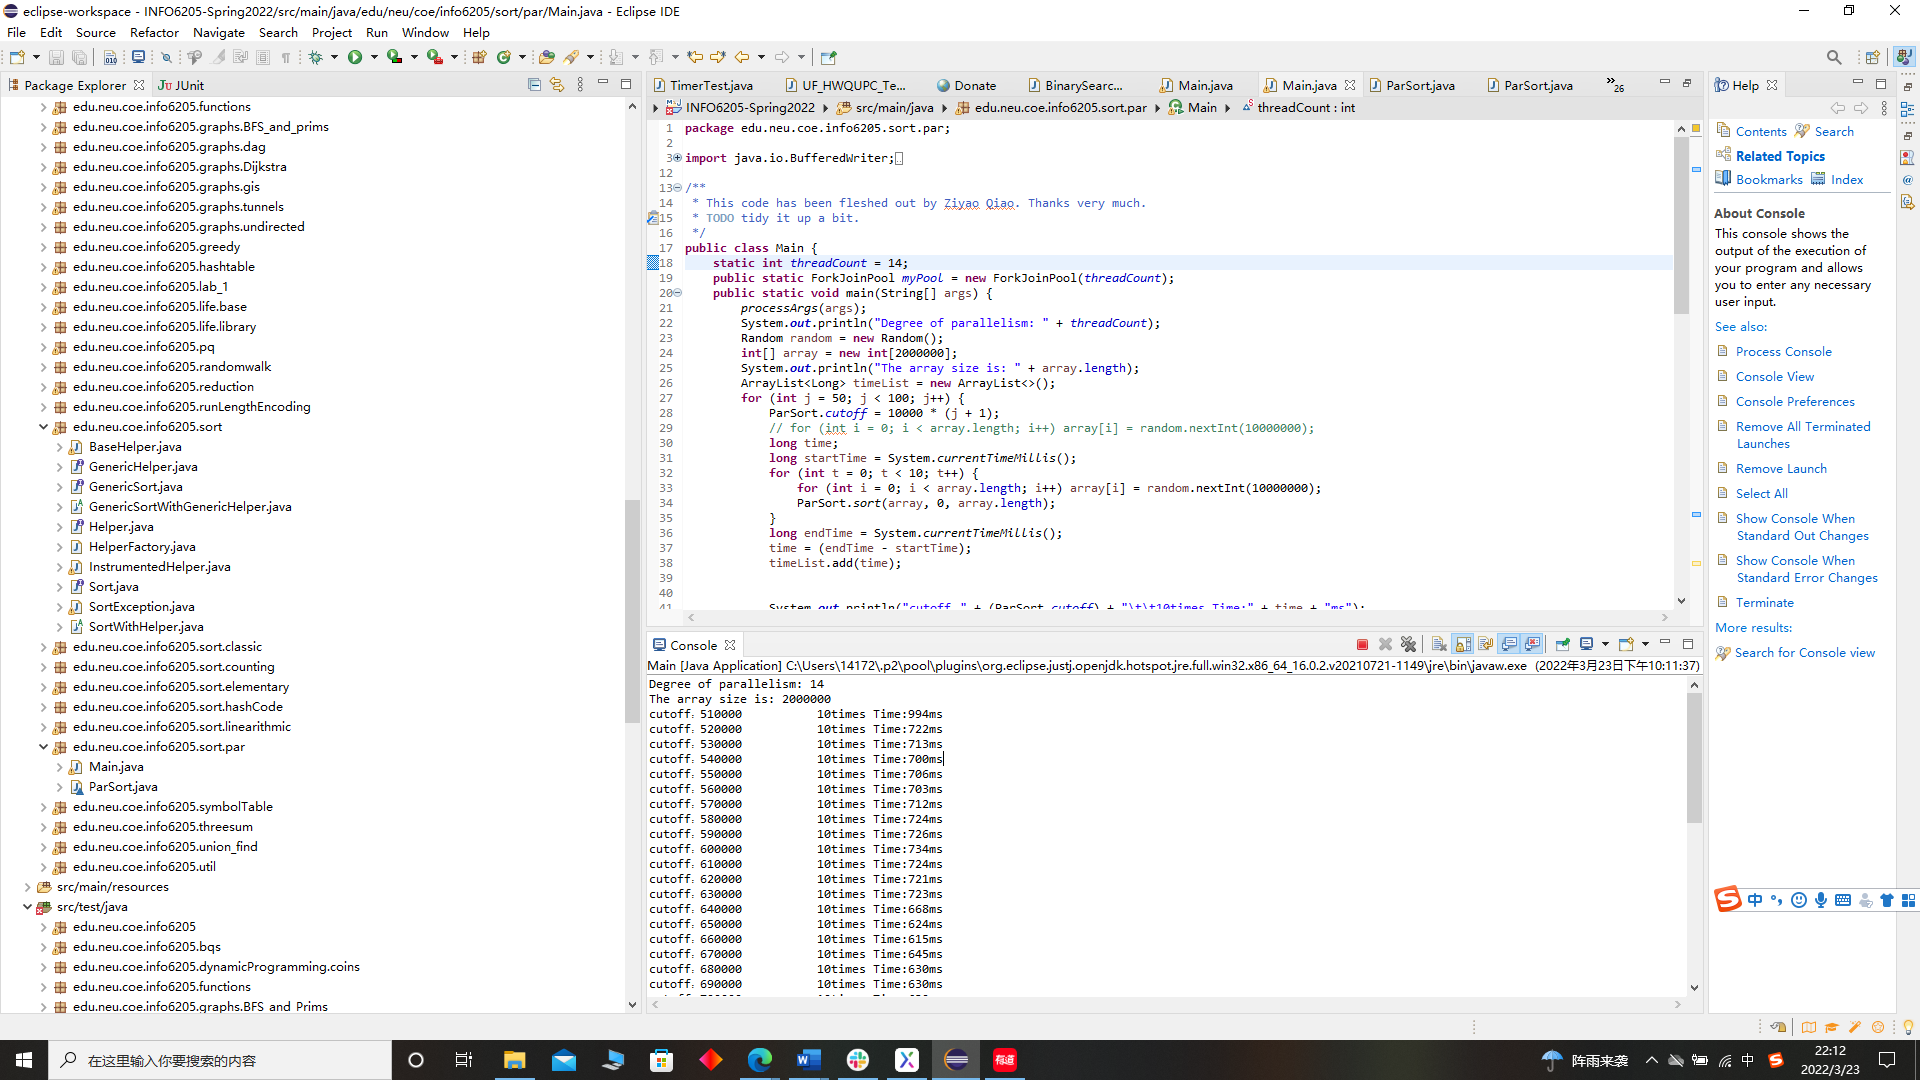 eclipse-workspace - INFO6205-Spring2022/src/main/java/edu/neu/coe/info6205/sort/par/Main.java - Eclipse IDE
File Edit Source Refactor Navigate Search Project Run Window Help
Package Explorer
JUnit
edu.neu.coe.info6205.functions
edu.neu.coe.info6205.graphs.BFS_and_prims
edu.neu.coe.info6205.graphs.dag
edu.neu.coe.info6205.graphs.Dijkstra
edu.neu.coe.info6205.graphs.gis
edu.neu.coe.info6205.graphs.tunnels
edu.neu.coe.info6205.graphs.undirected
edu.neu.coe.info6205.greedy
edu.neu.coe.info6205.hashtable
edu.neu.coe.info6205.lab_1
edu.neu.coe.info6205.life.base
edu.neu.coe.info6205.life.library
edu.neu.coe.info6205.pq
edu.neu.coe.info6205.randomwalk
edu.neu.coe.info6205.reduction
edu.neu.coe.info6205.runLengthEncoding
edu.neu.coe.info6205.sort
BaseHelper.java
GenericHelper.java
GenericSort.java
GenericSortWithGenericHelper.java
Helper.java
HelperFactory.java
InstrumentedHelper.java
Sort.java
SortException.java
SortWithHelper.java
edu.neu.coe.info6205.sort.classic
edu.neu.coe.info6205.sort.counting
edu.neu.coe.info6205.sort.elementary
edu.neu.coe.info6205.sort.hashCode
edu.neu.coe.info6205.sort.linearithmic
edu.neu.coe.info6205.sort.par
Main.java
ParSort.java
edu.neu.coe.info6205.symbolTable
edu.neu.coe.info6205.threesum
edu.neu.coe.info6205.union_find
edu.neu.coe.info6205.util
src/main/resources
src/test/java
edu.neu.coe.info6205
edu.neu.coe.info6205.bqs
edu.neu.coe.info6205.dynamicProgramming.coins
edu.neu.coe.info6205.functions
edu.neu.coe.info6205.graphs.BFS_and_Prims
TimerTest.java UF_HWQUPC_Te... Donate BinarySearc... Main.java Main.java ParSort.java ParSort.java »26
INFO6205-Spring2022 src/main/java edu.neu.coe.info6205.sort.par Main threadCount : int
1 package edu.neu.coe.info6205.sort.par;
2
3 import java.io.BufferedWriter;
12
13 /**
14 * This code has been fleshed out by Ziyao Qiao. Thanks very much.
15 * TODO tidy it up a bit.
16 */
17 public class Main {
18 static int threadCount = 14;
19 public static ForkJoinPool myPool = new ForkJoinPool(threadCount);
20 public static void main(String[] args) {
21 processArgs(args);
22 System.out.println("Degree of parallelism: " + threadCount);
23 Random random = new Random();
24 int[] array = new int[2000000];
25 System.out.println("The array size is: " + array.length);
26 ArrayList<Long> timeList = new ArrayList<>();
27 for (int j = 50; j < 100; j++) {
28 ParSort.cutoff = 10000 * (j + 1);
29 // for (int i = 0; i < array.length; i++) array[i] = random.nextInt(10000000);
30 long time;
31 long startTime = System.currentTimeMillis();
32 for (int t = 0; t < 10; t++) {
33 for (int i = 0; i < array.length; i++) array[i] = random.nextInt(10000000);
34 ParSort.sort(array, 0, array.length);
35 }
36 long endTime = System.currentTimeMillis();
37 time = (endTime - startTime);
38 timeList.add(time);
39
40
41 System.out.println("cutoff:" + (ParSort.cutoff) + "\t\t10times Time:" + time + "ms");
Console
Main [Java Application] C:\Users\14172\.p2\pool\plugins\org.eclipse.justj.openjdk.hotspot.jre.full.win32.x86_64_16.0.2.v20210721-1149\jre\bin\javaw.exe (2022年3月23日下午10:11:37)
Degree of parallelism: 14
The array size is: 2000000
cutoff：510000 10times Time:994ms
cutoff：520000 10times Time:722ms
cutoff：530000 10times Time:713ms
cutoff：540000 10times Time:700ms
cutoff：550000 10times Time:706ms
cutoff：560000 10times Time:703ms
cutoff：570000 10times Time:712ms
cutoff：580000 10times Time:724ms
cutoff：590000 10times Time:726ms
cutoff：600000 10times Time:734ms
cutoff：610000 10times Time:724ms
cutoff：620000 10times Time:721ms
cutoff：630000 10times Time:723ms
cutoff：640000 10times Time:668ms
cutoff：650000 10times Time:624ms
cutoff：660000 10times Time:615ms
cutoff：670000 10times Time:645ms
cutoff：680000 10times Time:630ms
cutoff：690000 10times Time:630ms
Help
Contents Search
Related Topics
Bookmarks Index
About Console
This console shows the
output of the execution of
your program and allows
you to enter any necessary
user input.
See also:
Process Console
Console View
Console Preferences
Remove All Terminated
Launches
Remove Launch
Select All
Show Console When
Standard Out Changes
Show Console When
Standard Error Changes
Terminate
More results:
Search for Console view
中
在这里输入你要搜索的内容
有道
阵雨来袭
中
22:12
2022/3/23